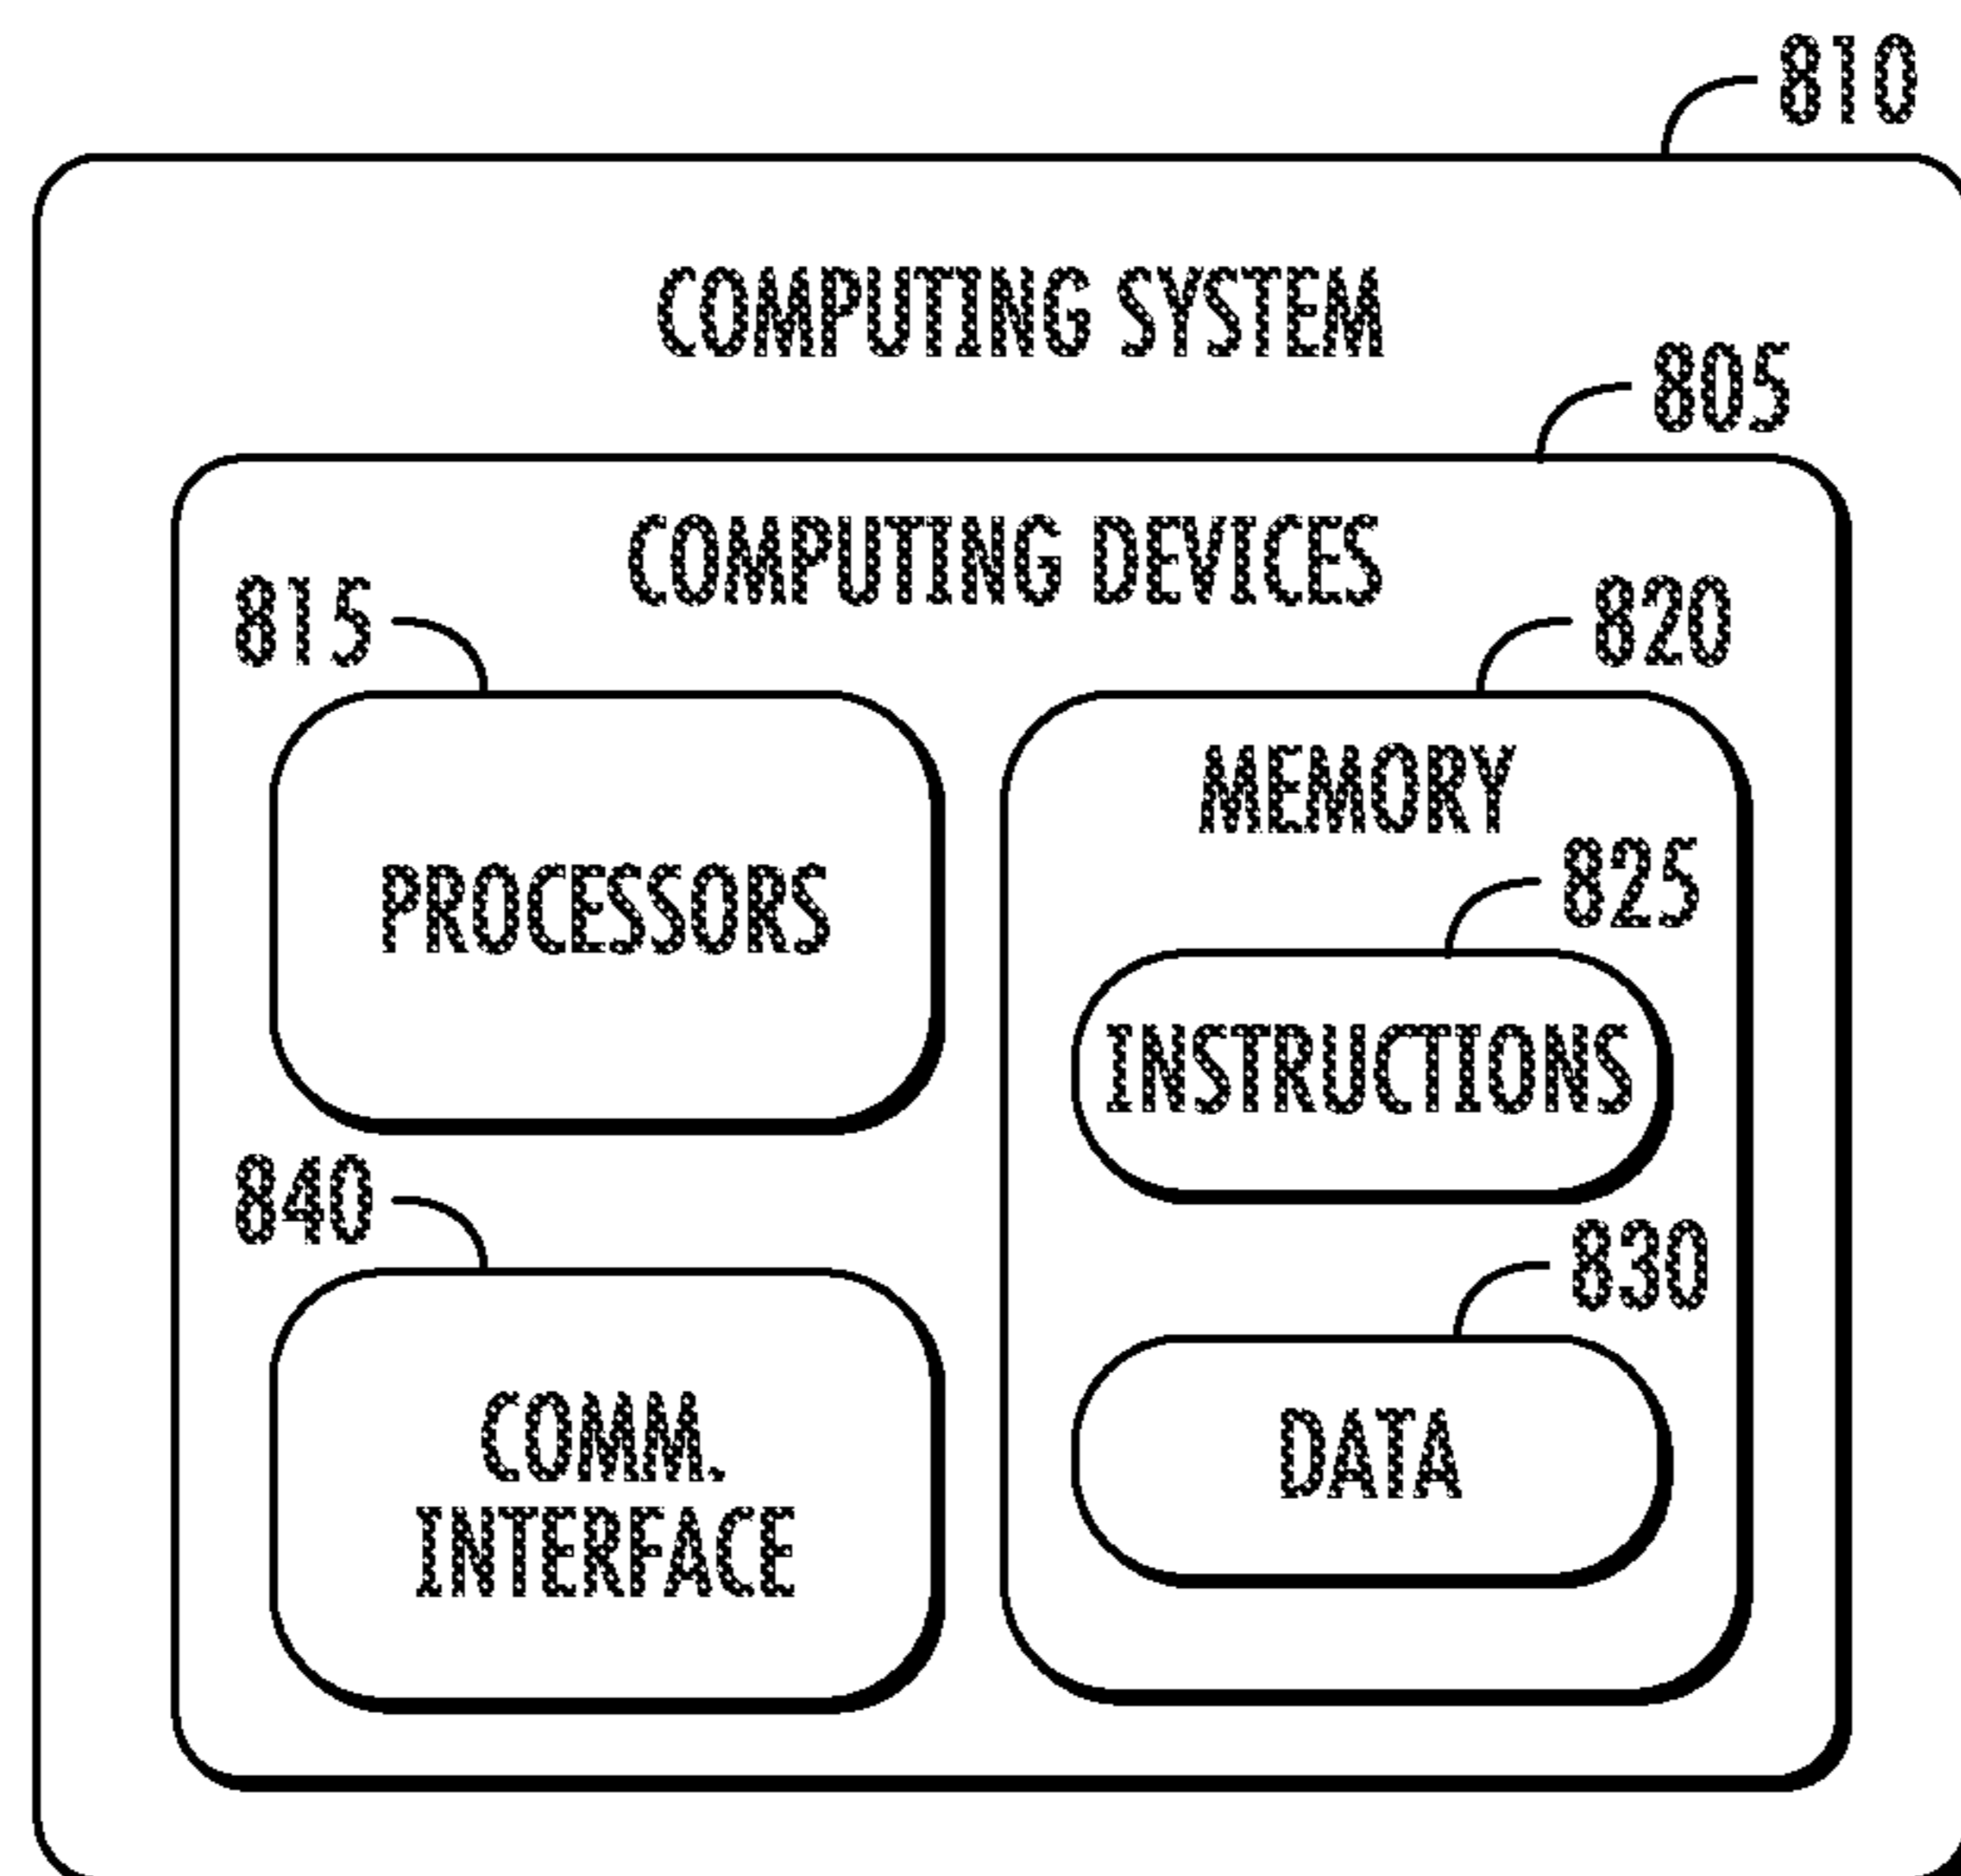 810
COMPUTING SYSTEM
805
COMPUTING DEVICES
815
820
PROCESSORS
MEMORY
825
INSTRUCTIONS
840
830
COMM.
INTERFACE
DATA